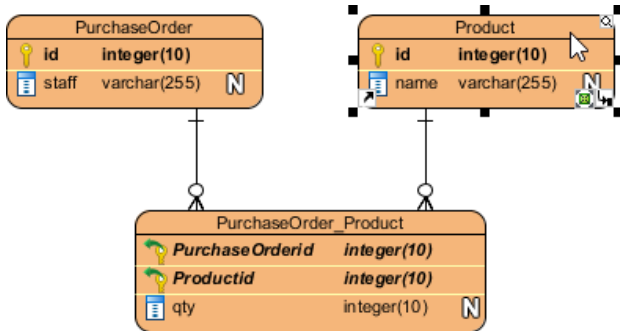 PurchaseOrder
id integer(10)
staff varchar(255) N
Product
id integer(10)
name varchar(255) N
PurchaseOrder_Product
PurchaseOrderid integer(10)
Productid integer(10)
qty integer(10) N